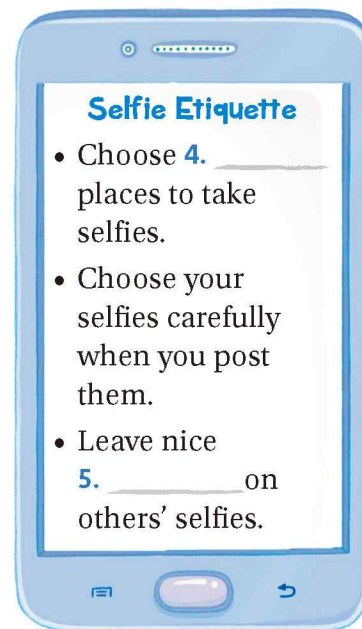 Selfie Etiquette
• Choose 4. ________
places to take
selfies.
• Choose your
selfies carefully
when you post
them.
• Leave nice
5. ________ on
others' selfies.